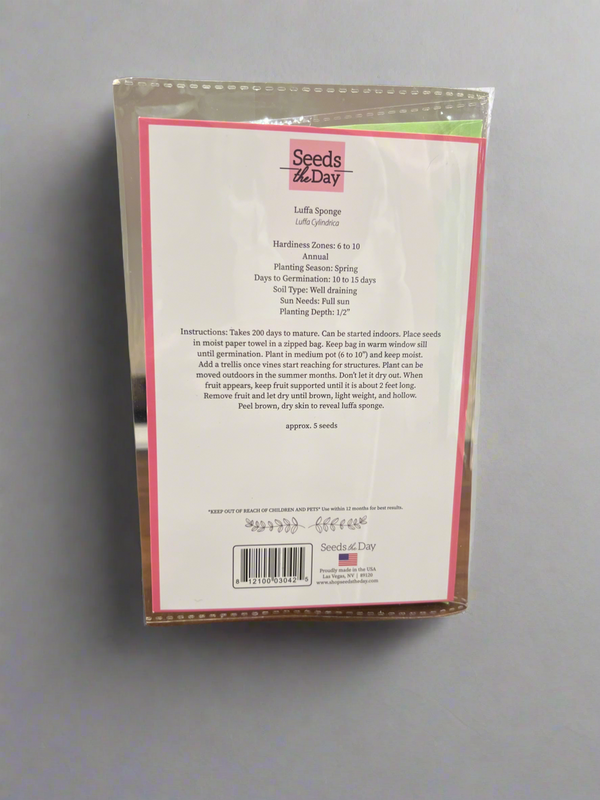 Seeds
the Day
Luffa Sponge
Luffa Cylindrica
Hardiness Zones: 6 to 10
Annual
Planting Season: Spring
Days to Germination: 10 to 15 days
Soil Type: Well draining
Sun Needs: Full sun
Planting Depth: 1/2"
Instructions: Takes 200 days to mature. Can be started indoors. Place seeds
in moist paper towel in a zipped bag. Keep bag in warm window sill
until germination. Plant in medium pot (6 to 10") and keep moist.
Add a trellis once vines start reaching for structures. Plant can be
moved outdoors in the summer months. Don't let it dry out. When
fruit appears, keep fruit supported until it is about 2 feet long.
Remove fruit and let dry until brown, light weight, and hollow.
Peel brown, dry skin to reveal luffa sponge.
approx. 5 seeds
*KEEP OUT OF REACH OF CHILDREN AND PETS* Use within 12 months for best results.
Seeds the Day
Proudly made in the USA
Las Vegas, NV | 89120
www.shopseedstheday.com
8 12100 03042 5